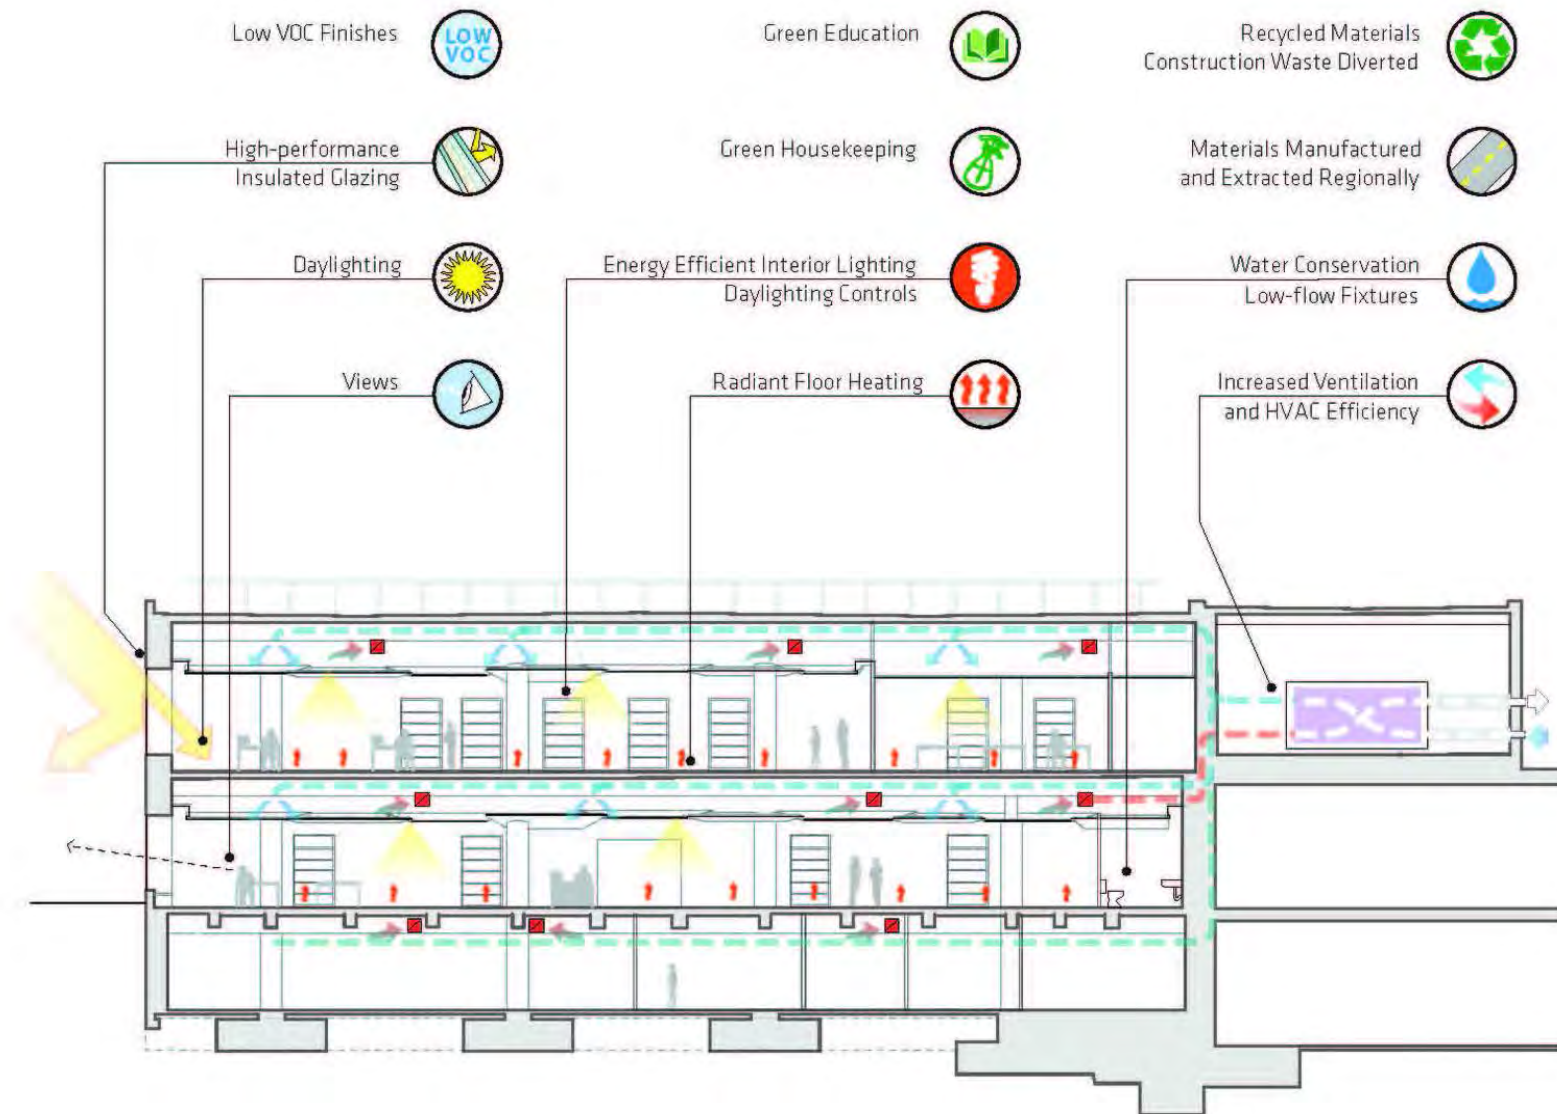 Low VOC Finishes
LOW
VOC
High-performance
Insulated Glazing
Daylighting
Views
Green Education
Green Housekeeping
Energy Efficient Interior Lighting
Daylighting Controls
Radiant Floor Heating
Recycled Materials
Construction Waste Diverted
Materials Manufactured
and Extracted Regionally
Water Conservation
Low-flow Fixtures
Increased Ventilation
and HVAC Efficiency